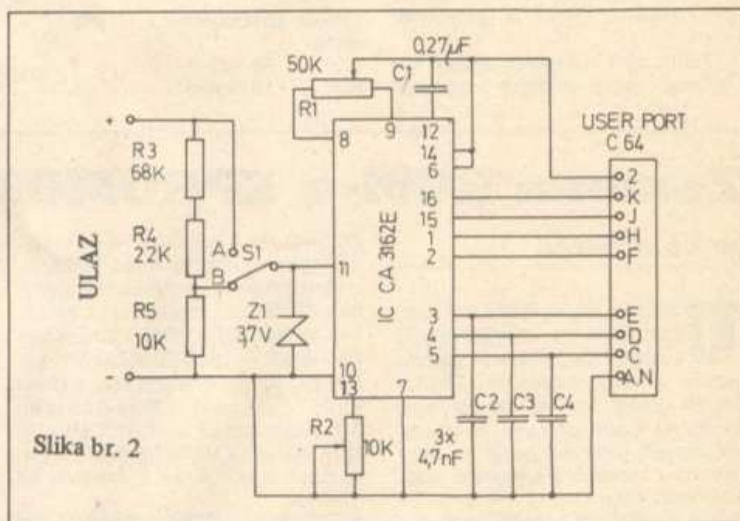 0,27µF
50K
C1
R1
USER PORT
C 64
+
8
9
12
14
6
2
R3
68K
16
K
15
J
ULAZ
R4
22K
A
S1
1
H
2
F
B
11
IC CA 3162E
R5
10K
Z1
3,7V
3
E
4
D
5
C
-
10
13
7
A,N
R2
10K
C2
C3
C4
3x
4,7nF
Slika br. 2